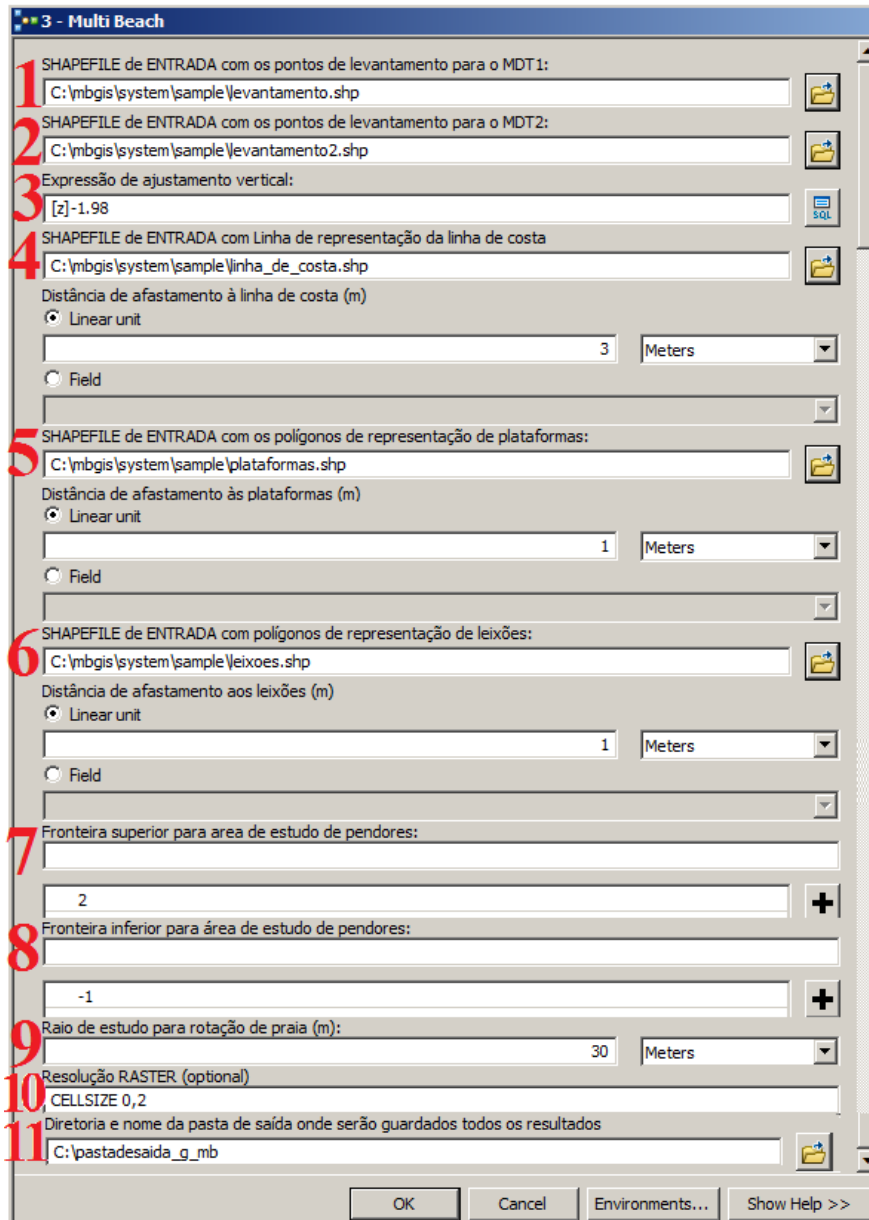 3 - Multi Beach
SHAPEFILE de ENTRADA com os pontos de levantamento para o MDT1:
1 C:\mbgis\system\sample\levantamento.shp
SHAPEFILE de ENTRADA com os pontos de levantamento para o MDT2:
2 C:\mbgis\system\sample\levantamento2.shp
Expressão de ajustamento vertical:
3 [z]-1.98 SQL
SHAPEFILE de ENTRADA com Linha de representação da linha de costa
4 C:\mbgis\system\sample\linha_de_costa.shp
Distância de afastamento à linha de costa (m)
Linear unit
3 Meters
Field
SHAPEFILE de ENTRADA com os polígonos de representação de plataformas:
5 C:\mbgis\system\sample\plataformas.shp
Distância de afastamento às plataformas (m)
Linear unit
1 Meters
Field
SHAPEFILE de ENTRADA com polígonos de representação de leixões:
6 C:\mbgis\system\sample\leixoes.shp
Distância de afastamento aos leixões (m)
Linear unit
1 Meters
Field
7 Fronteira superior para area de estudo de pendores:
2
8 Fronteira inferior para área de estudo de pendores:
-1
Raio de estudo para rotação de praia (m):
9 30 Meters
Resolução RASTER (optional)
10 CELLSIZE 0,2
Diretoria e nome da pasta de saída onde serão guardados todos os resultados
11 C:\pastadesaida_g_mb
OK Cancel Environments... Show Help >>